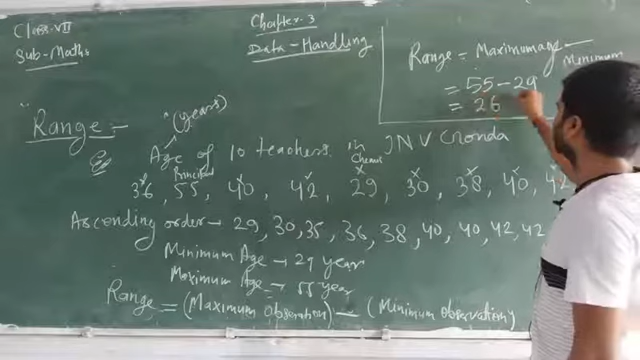 Class-VII
Sub-Maths
Chapter-3
Data-Handling
Range = Maximum age — Minimum
= 55-29
= 26
Range :-
(years)
Age of 10 teachers in JNV Gonda
Principal
36, 55, 40, 42, 29, 30, 38, 40, 42
Ascending order → 29, 30, 35, 36, 38, 40, 40, 42, 42
Minimum Age → 29 year
Maximum Age → 55 year
Range = (Maximum Observation) — (Minimum observation)